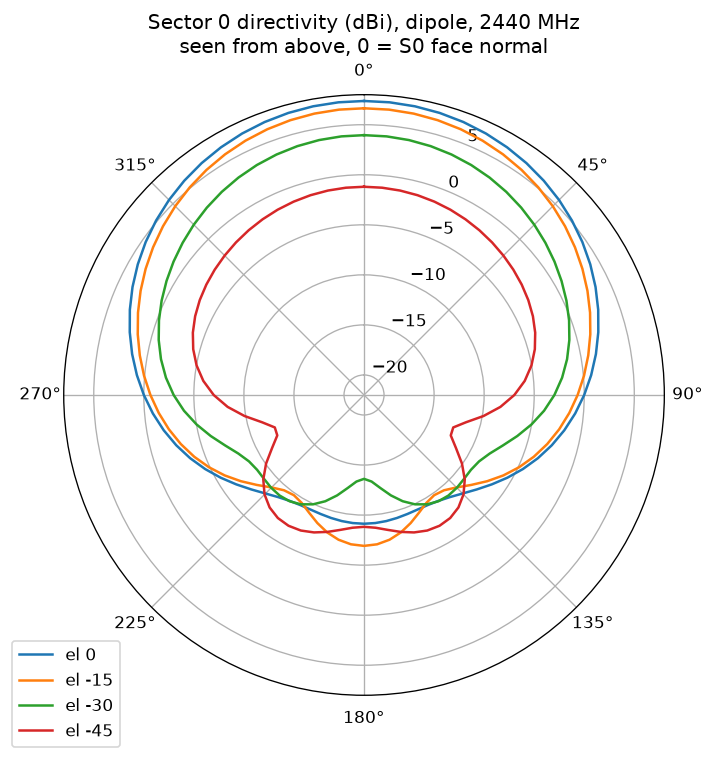 Sector 0 directivity (dBi), dipole, 2440 MHz
seen from above, 0 = S0 face normal
0°
5
315°
45°
0
−5
−10
−15
−20
270°
90°
225°
135°
180°
el 0
el -15
el -30
el -45